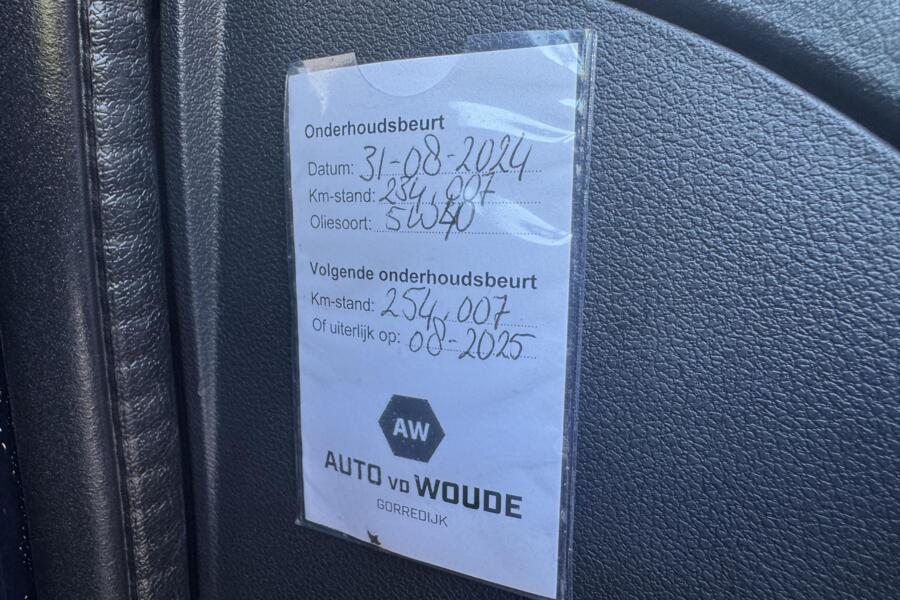 Onderhoudsbeurt
Datum: 31-08-2024
Km-stand: 234.007
Oliesoort: 5W40
Volgende onderhoudsbeurt
Km-stand: 254.007
Of uiterlijk op: 08-2025
AW
AUTO VD WOUDE
GORREDIJK